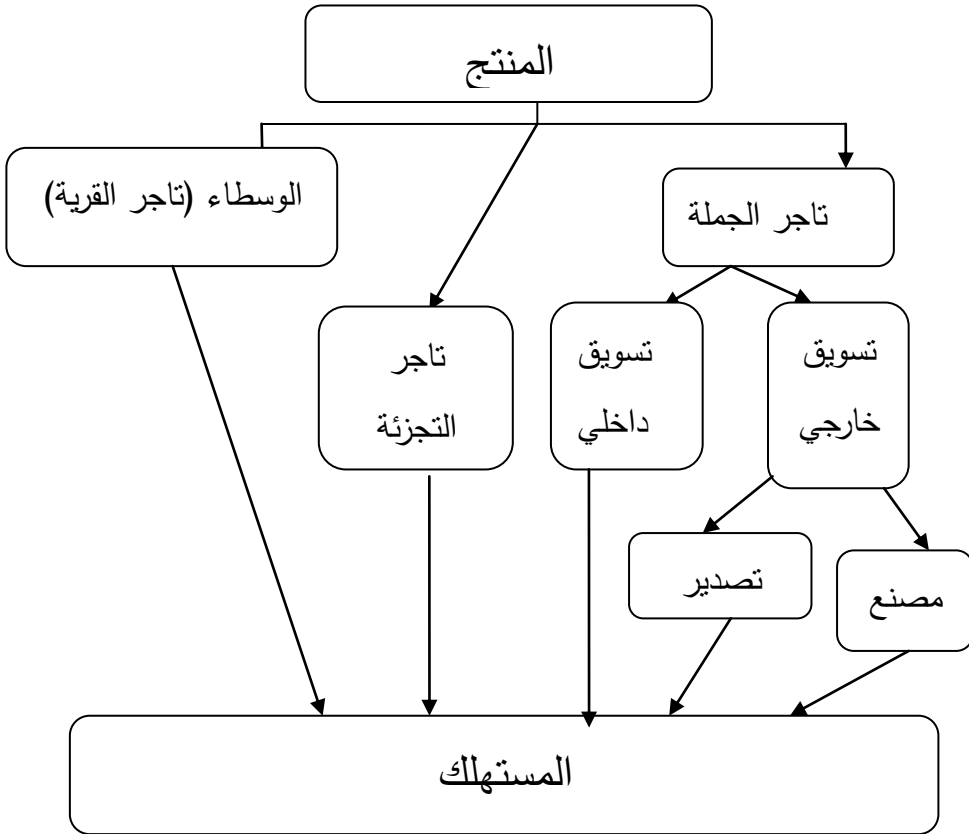 المنتج
الوسطاء (تاجر القرية)
تاجر الجملة
تاجر
التجزئة
تسويق
داخلي
تسويق
خارجي
تصدير
مصنع
المستهلك